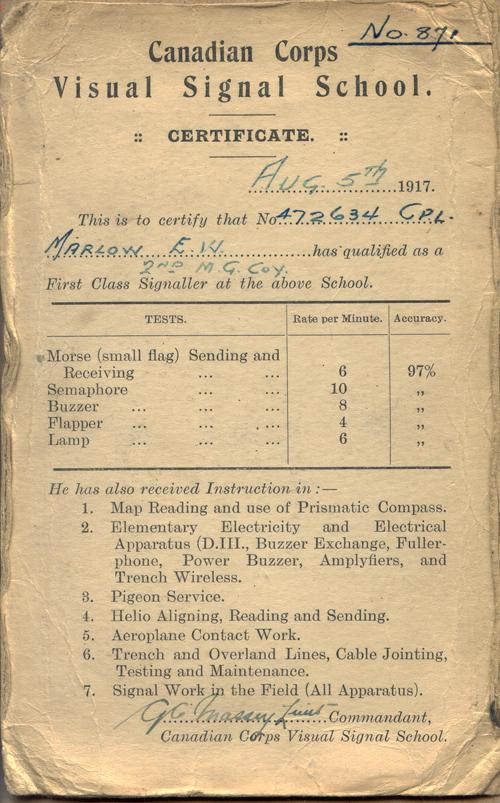 No. 871
Canadian Corps
Visual Signal School.
:: CERTIFICATE. ::
Aug. 5th 1917.
This is to certify that No 472634 CPL.
MARLOW E.W. has qualified as a
2ND M.G. Coy.
First Class Signaller at the above School.
TESTS. Rate per Minute. Accuracy.
Morse (small flag) Sending and
Receiving ... ... 6 97%
Semaphore ... ... 10 „
Buzzer ... ... ... 8 „
Flapper ... ... ... 4 „
Lamp ... ... ... 6 „
He has also received Instruction in :—
1. Map Reading and use of Prismatic Compass.
2. Elementary Electricity and Electrical
Apparatus (D.III., Buzzer Exchange, Fuller-
phone, Power Buzzer, Amplyfiers, and
Trench Wireless.
3. Pigeon Service.
4. Helio Aligning, Reading and Sending.
5. Aeroplane Contact Work.
6. Trench and Overland Lines, Cable Jointing,
Testing and Maintenance.
7. Signal Work in the Field (All Apparatus).
Massey Lieut Commandant,
Canadian Corps Visual Signal School.